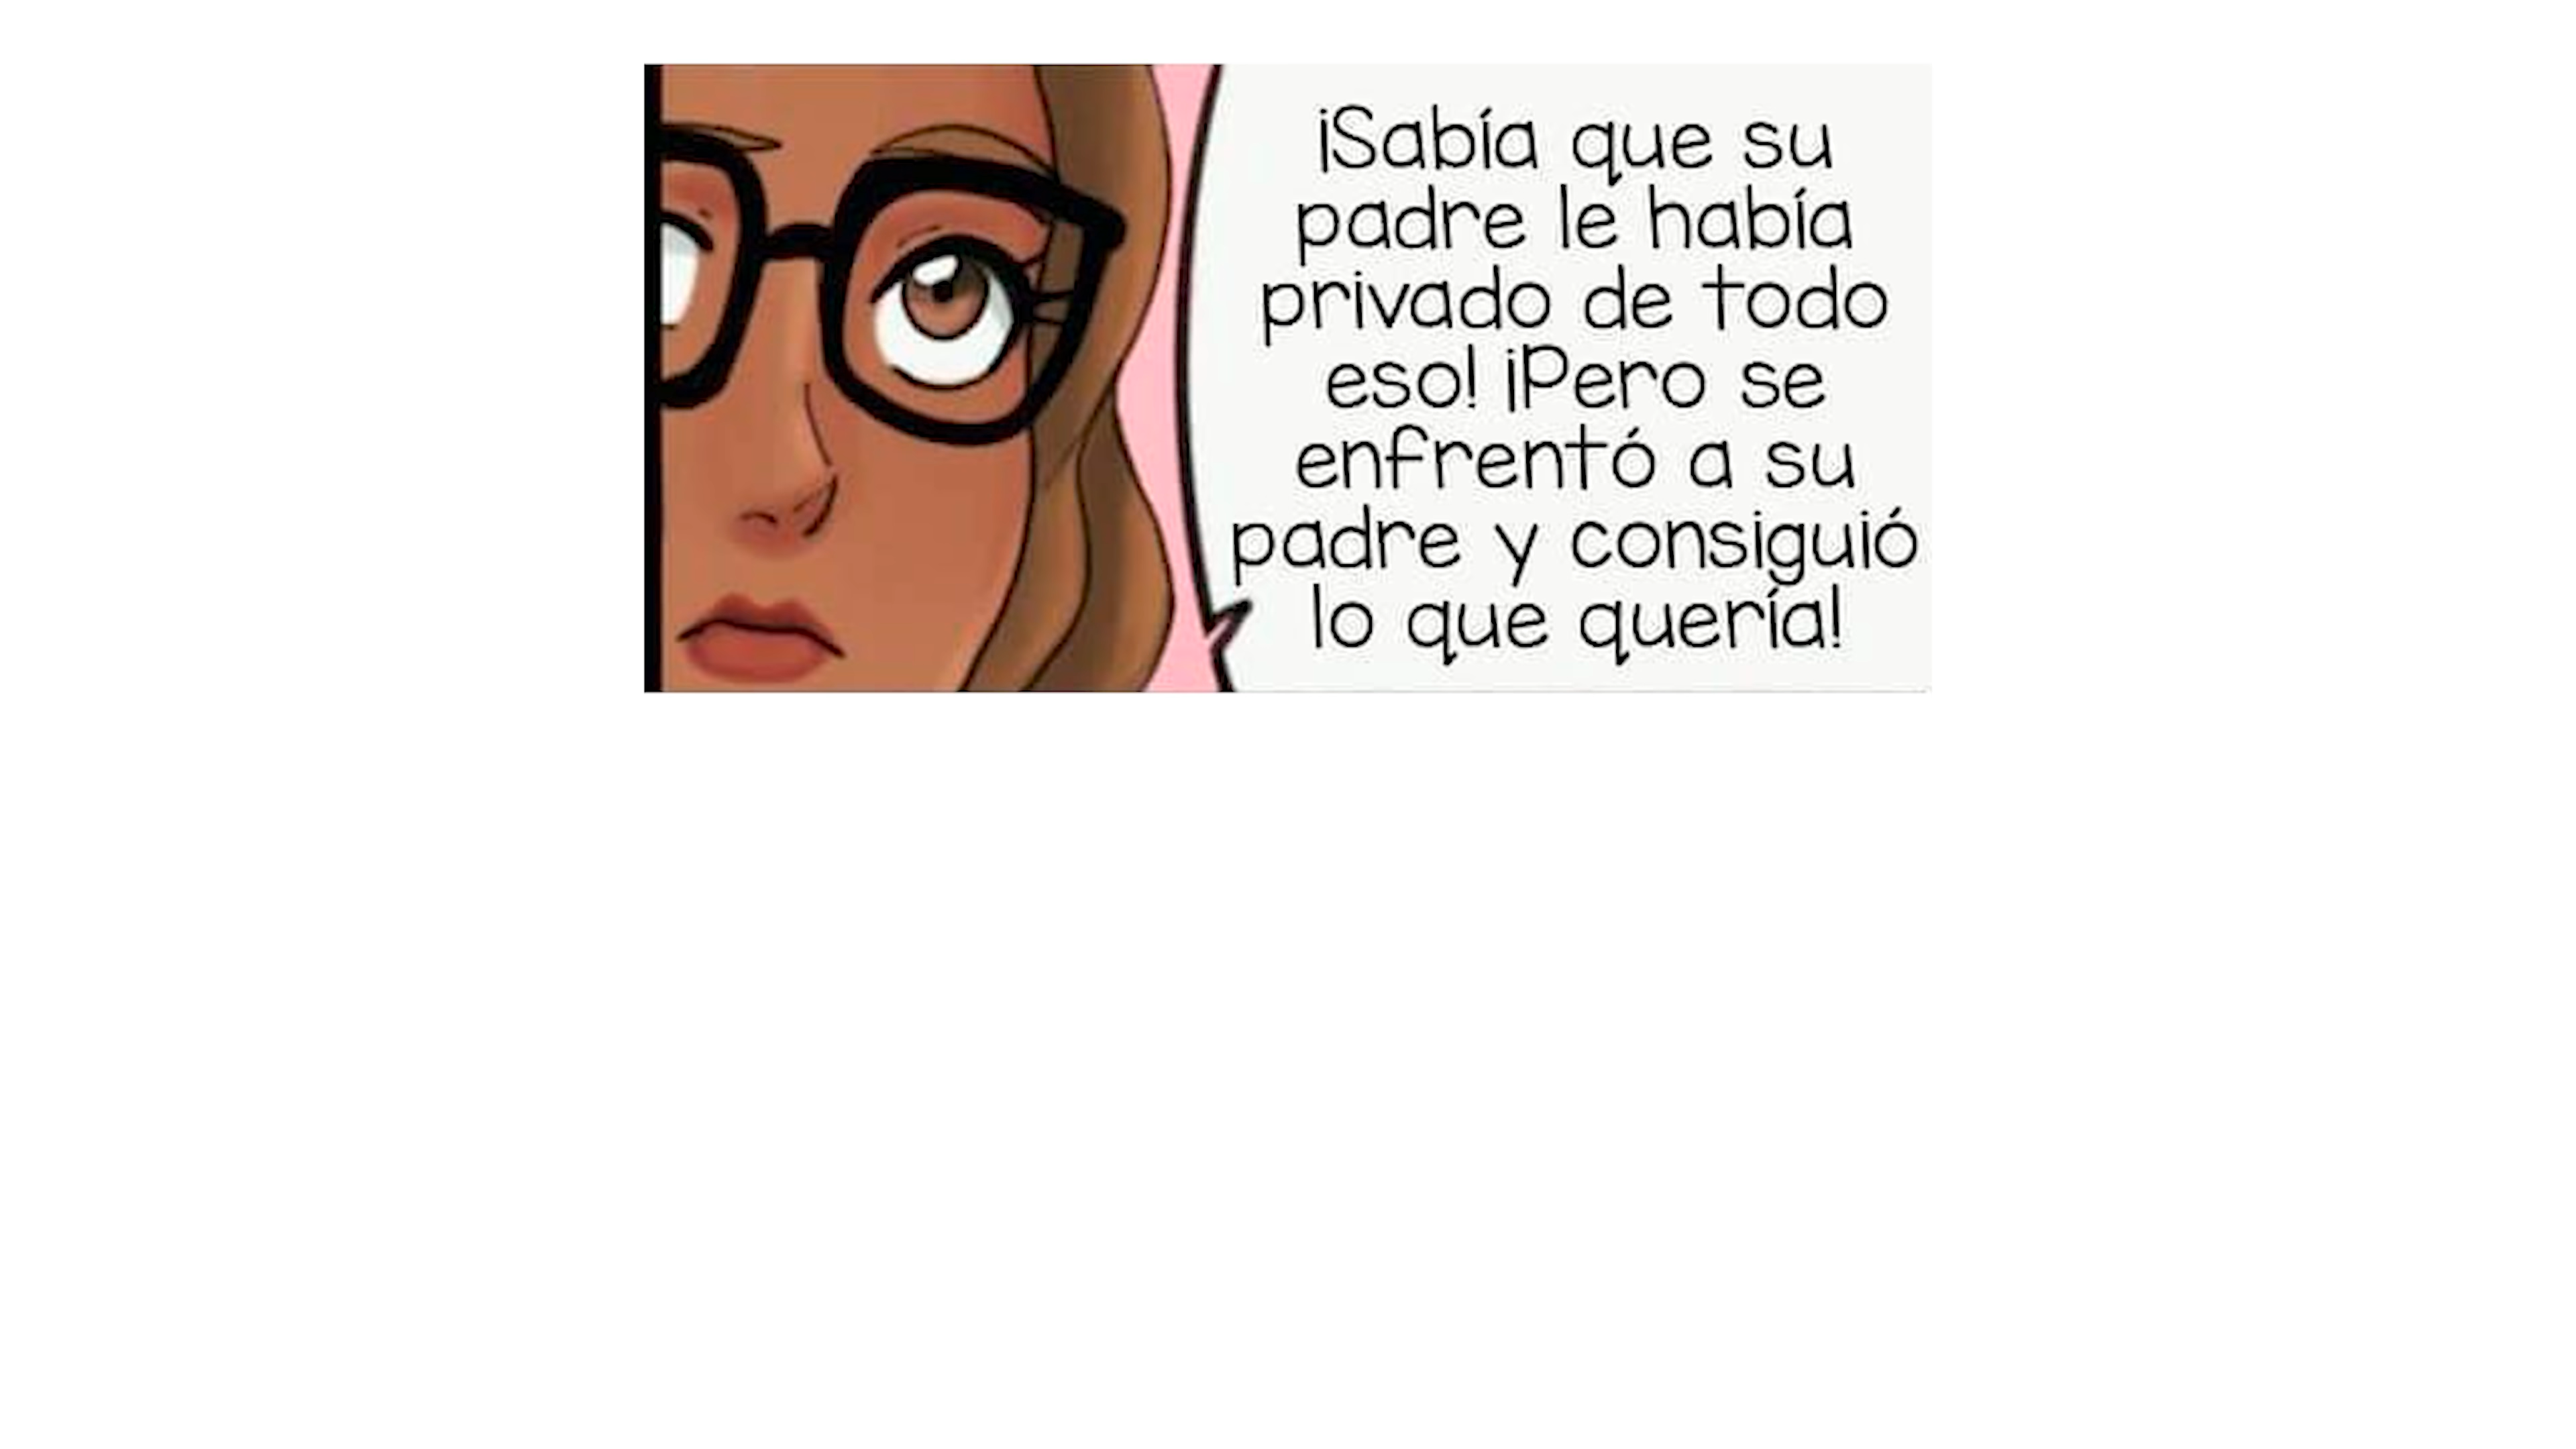 ¡Sabía que su
padre le había
privado de todo
eso! ¡Pero se
enfrentó a su
padre y consiguió
lo que quería!